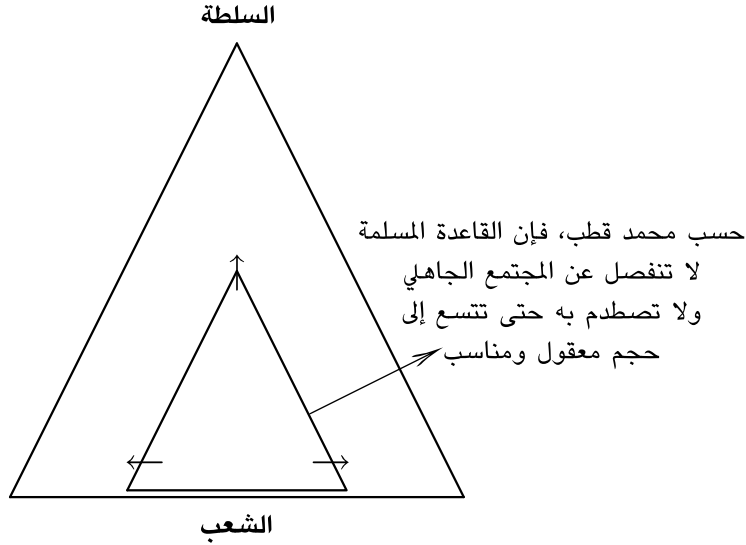 السلطة
حسب محمد قطب، فإن القاعدة المسلمة
لا تنفصل عن المجتمع الجاهلي
ولا تصطدم به حتى تتسع إلى
حجم معقول ومناسب
الشعب